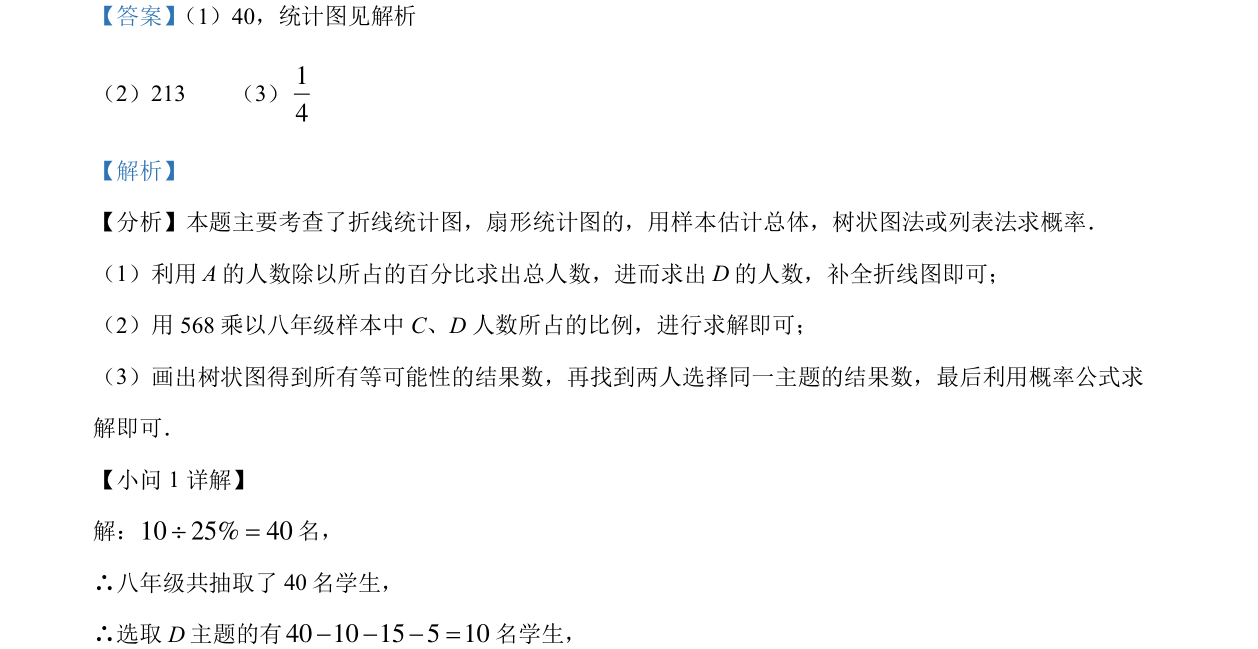 【答案】（1）40，统计图见解析
（2）213 （3）1/4
【解析】
【分析】本题主要考查了折线统计图，扇形统计图的，用样本估计总体，树状图法或列表法求概率．
（1）利用 A 的人数除以所占的百分比求出总人数，进而求出 D 的人数，补全折线图即可；
（2）用 568 乘以八年级样本中 C、D 人数所占的比例，进行求解即可；
（3）画出树状图得到所有等可能性的结果数，再找到两人选择同一主题的结果数，最后利用概率公式求
解即可．
【小问 1 详解】
解：10÷25%＝40 名，
∴八年级共抽取了 40 名学生，
∴选取 D 主题的有 40－10－15－5＝10 名学生，